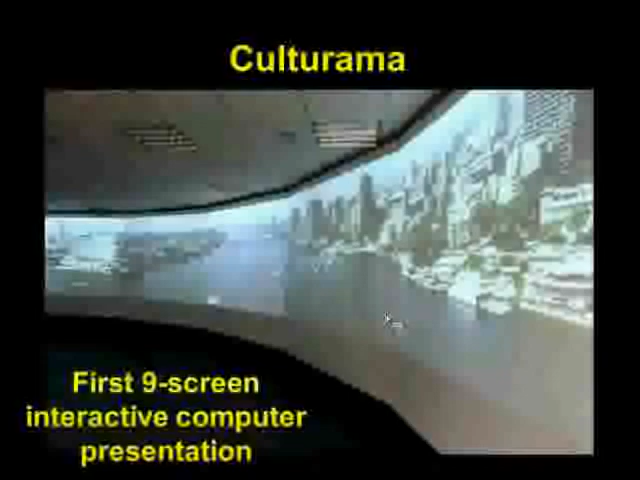 Culturama
First 9-screen
interactive computer
presentation